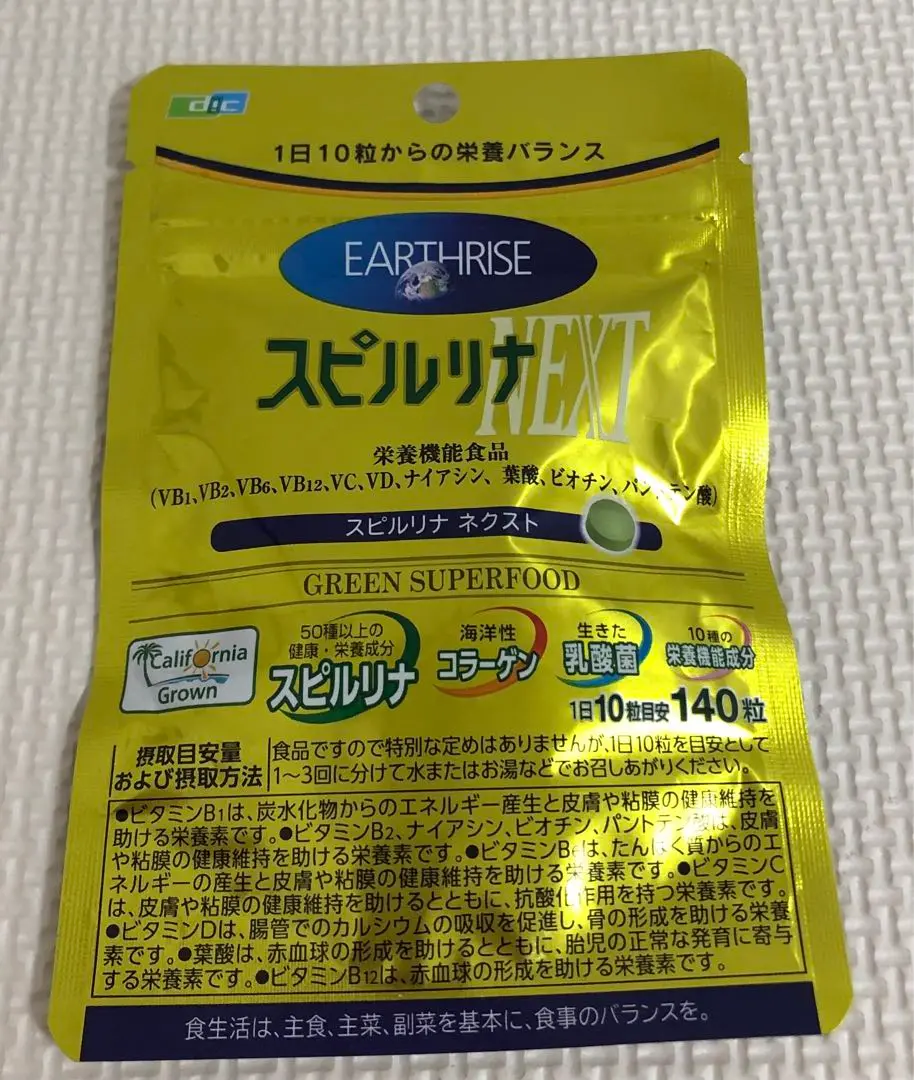 dic
1日10粒からの栄養バランス
EARTHRISE
スピルリナNEXT
栄養機能食品
(VB1、VB2、VB6、VB12、VC、VD、ナイアシン、葉酸、ビオチン、パントテン酸)
スピルリナ ネクスト
GREEN SUPERFOOD
California
Grown
50種以上の
健康・栄養成分
スピルリナ
海洋性
コラーゲン
生きた
乳酸菌
10種の
栄養機能成分
1日10粒目安140粒
摂取目安量
および摂取方法
食品ですので特別な定めはありませんが、1日10粒を目安として
1〜3回に分けて水またはお湯などでお召しあがりください。
●ビタミンB1は、炭水化物からのエネルギー産生と皮膚や粘膜の健康維持を
助ける栄養素です。●ビタミンB2、ナイアシン、ビオチン、パントテン酸は、皮膚
や粘膜の健康維持を助ける栄養素です。●ビタミンB6は、たんぱく質からのエ
ネルギーの産生と皮膚や粘膜の健康維持を助ける栄養素です。●ビタミンC
は、皮膚や粘膜の健康維持を助けるとともに、抗酸化作用を持つ栄養素です。
●ビタミンDは、腸管でのカルシウムの吸収を促進し、骨の形成を助ける栄養
素です。●葉酸は、赤血球の形成を助けるとともに、胎児の正常な発育に寄与
する栄養素です。●ビタミンB12は、赤血球の形成を助ける栄養素です。
食生活は、主食、主菜、副菜を基本に、食事のバランスを。